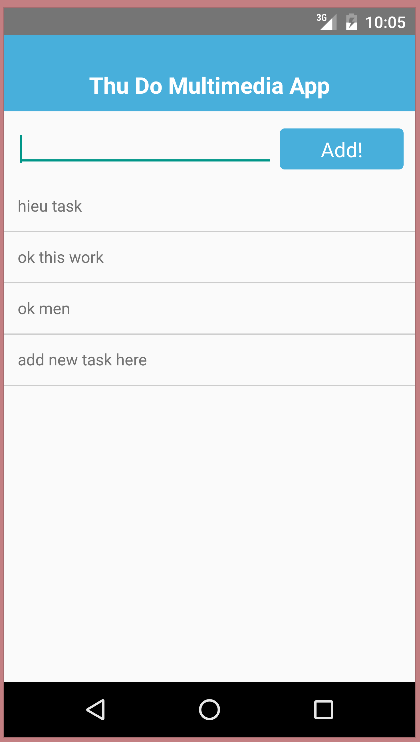 3G 10:05
Thu Do Multimedia App
Add!
hieu task
ok this work
ok men
add new task here